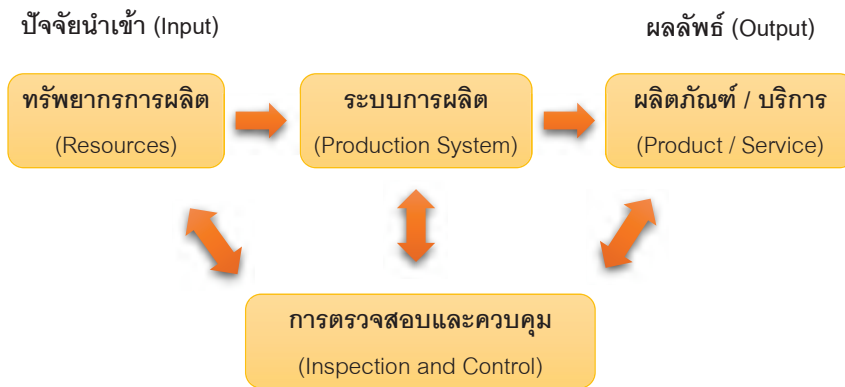 ปัจจัยนำเข้า (Input)
ผลลัพธ์ (Output)
ทรัพยากรการผลิต
(Resources)
ระบบการผลิต
(Production System)
ผลิตภัณฑ์ / บริการ
(Product / Service)
การตรวจสอบและควบคุม
(Inspection and Control)